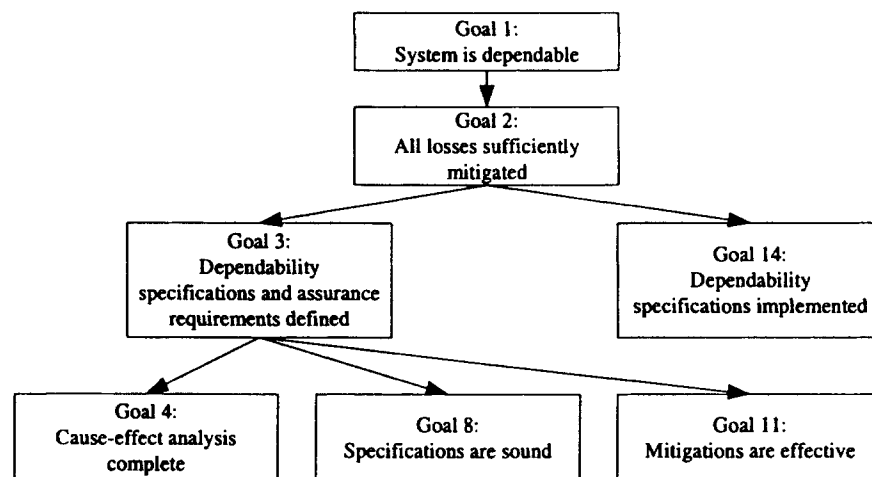 Goal 1:
System is dependable
Goal 2:
All losses sufficiently
mitigated
Goal 3:
Dependability
specifications and assurance
requirements defined
Goal 14:
Dependability
specifications implemented
Goal 4:
Cause-effect analysis
complete
Goal 8:
Specifications are sound
Goal 11:
Mitigations are effective